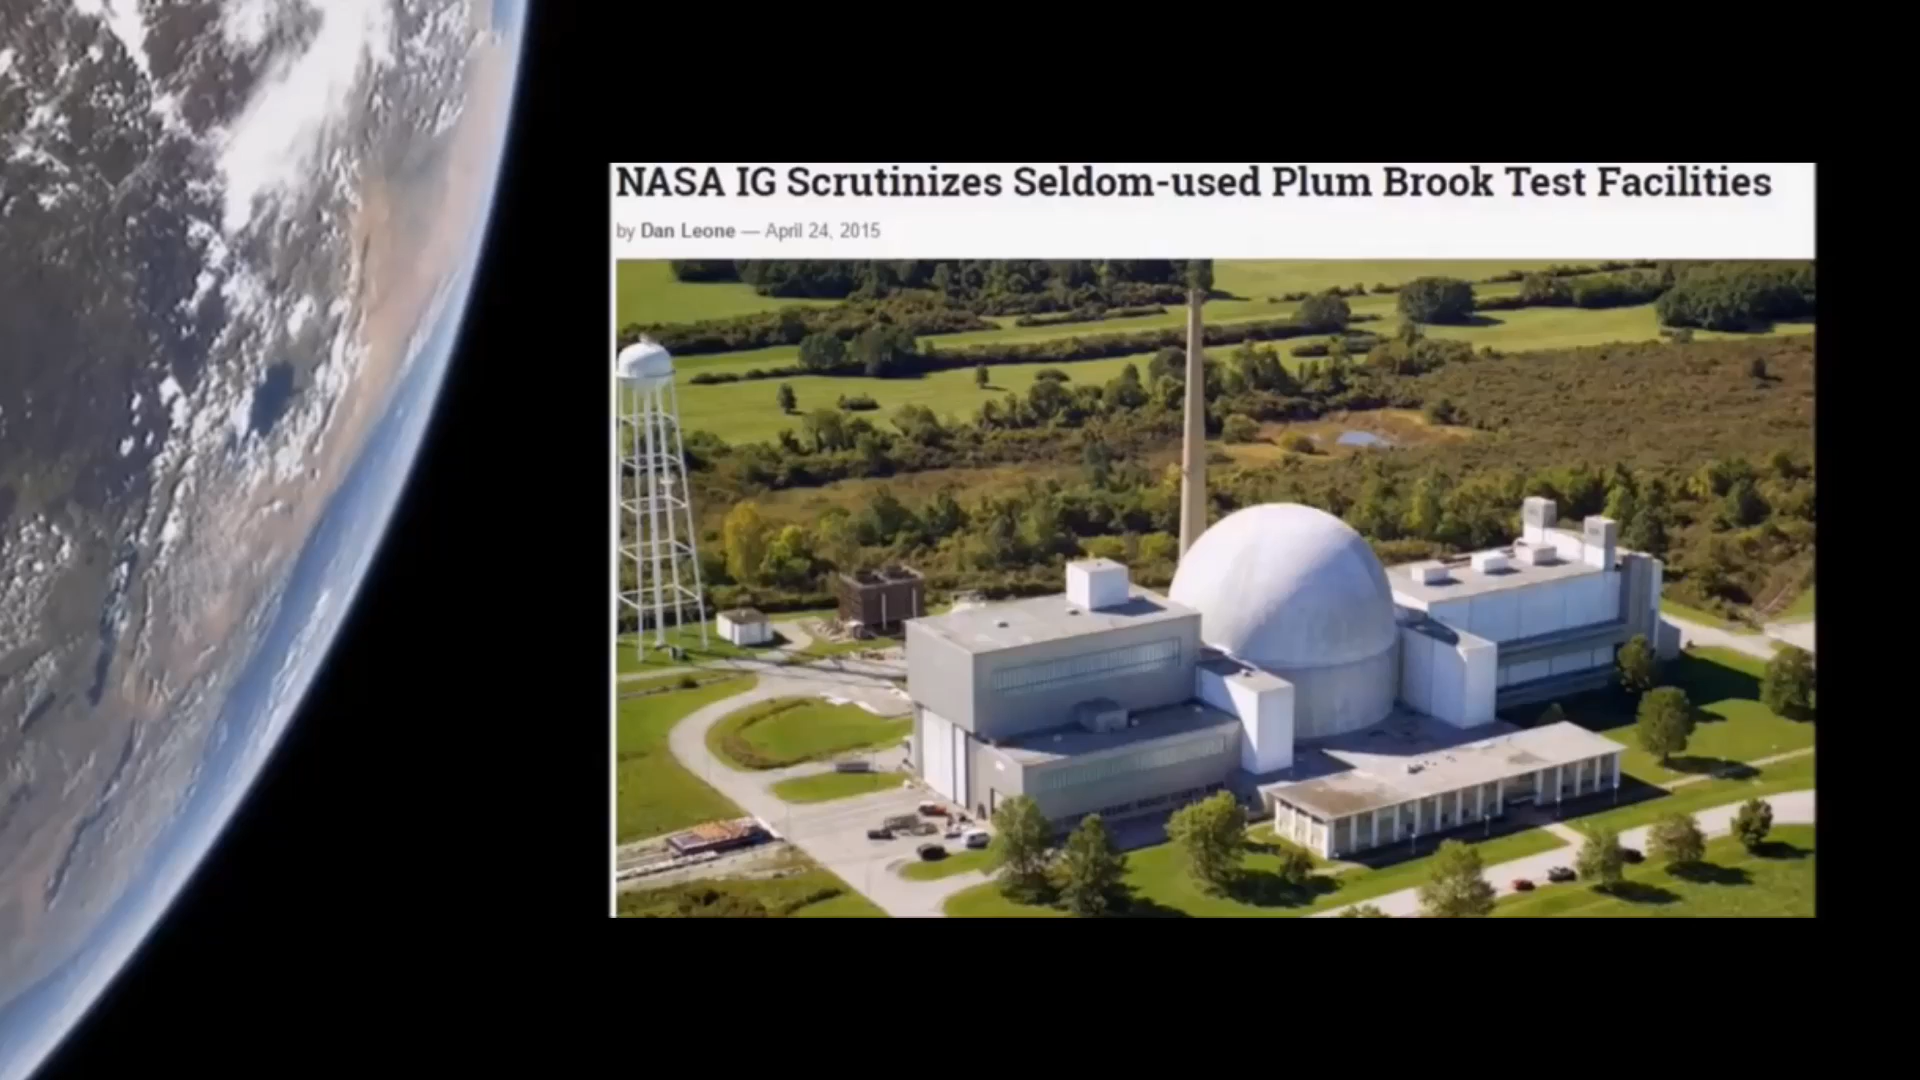 NASA IG Scrutinizes Seldom-used Plum Brook Test Facilities
by Dan Leone — April 24, 2015